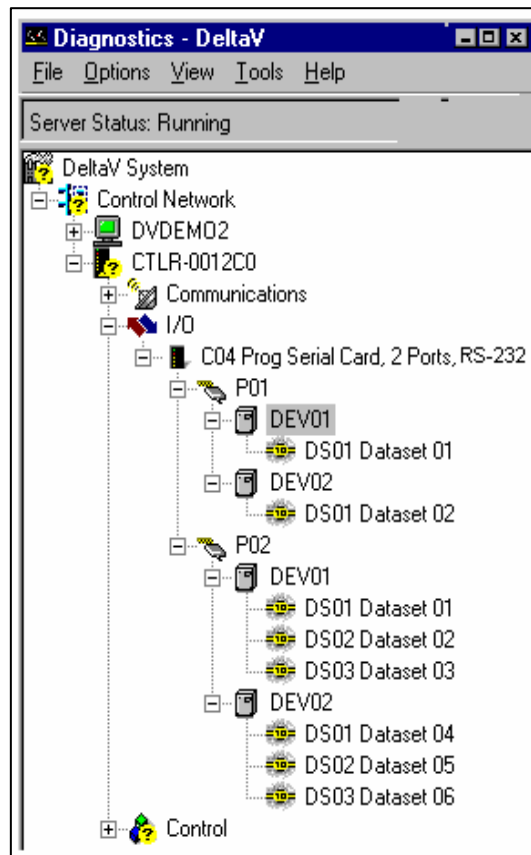 Diagnostics - DeltaV
File Options View Tools Help
Server Status: Running
DeltaV System
Control Network
DVDEMO2
CTLR-0012C0
Communications
I/O
C04 Prog Serial Card, 2 Ports, RS-232
P01
DEV01
DS01 Dataset 01
DEV02
DS01 Dataset 02
P02
DEV01
DS01 Dataset 01
DS02 Dataset 02
DS03 Dataset 03
DEV02
DS01 Dataset 04
DS02 Dataset 05
DS03 Dataset 06
Control